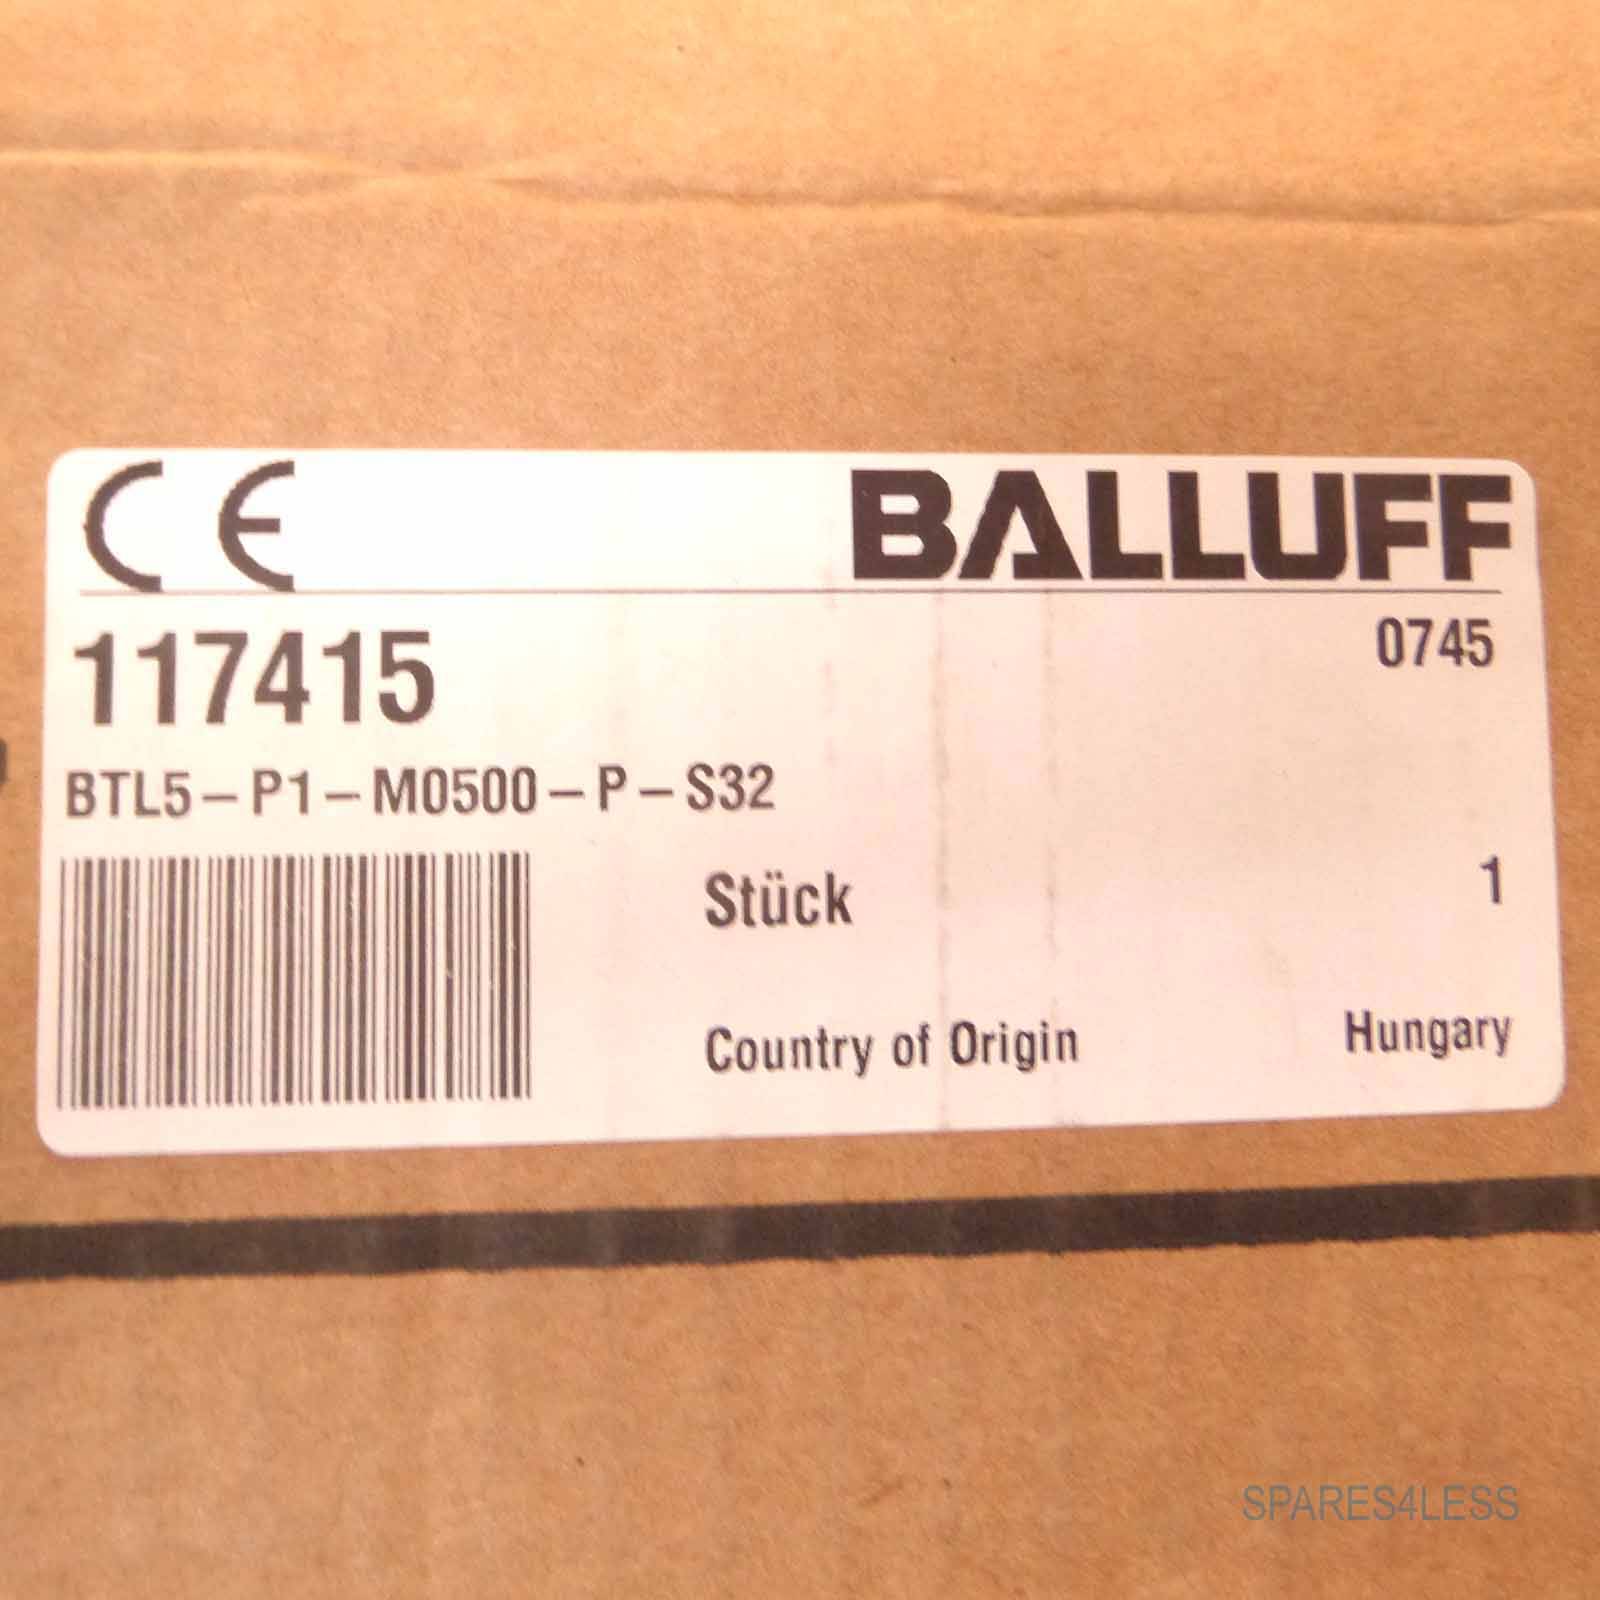 CE BALLUFF
117415 0745
BTL5-P1-M0500-P-S32
Stück 1
Country of Origin Hungary
SPARES4LESS